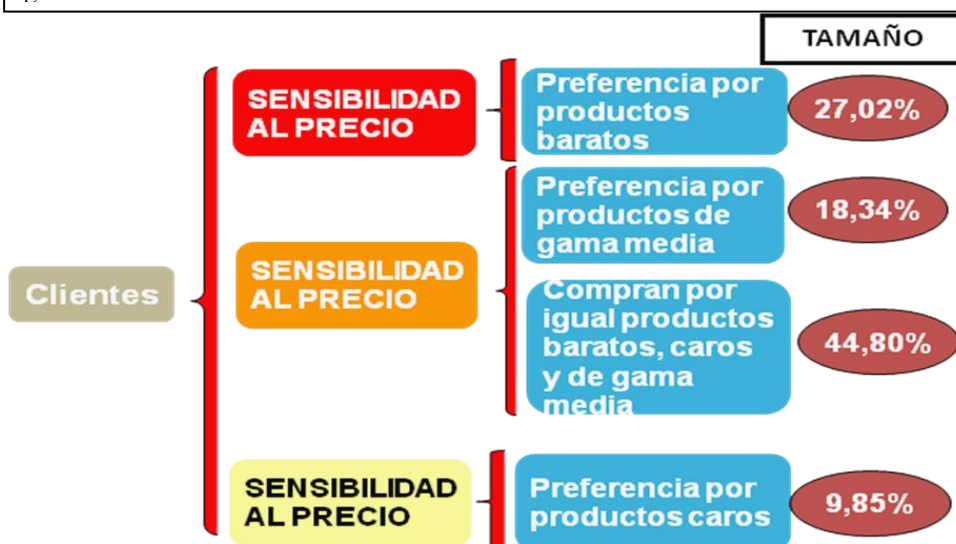 TAMAÑO
SENSIBILIDAD
AL PRECIO
Preferencia por
productos
baratos
27,02%
Clientes
SENSIBILIDAD
AL PRECIO
Preferencia por
productos de
gama media
18,34%
Compran por
igual productos
baratos, caros
y de gama
media
44,80%
SENSIBILIDAD
AL PRECIO
Preferencia por
productos caros
9,85%